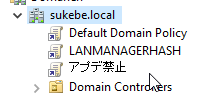 sukebe.local
Default Domain Policy
LANMANAGERHASH
アプデ禁止
Domain Controllers